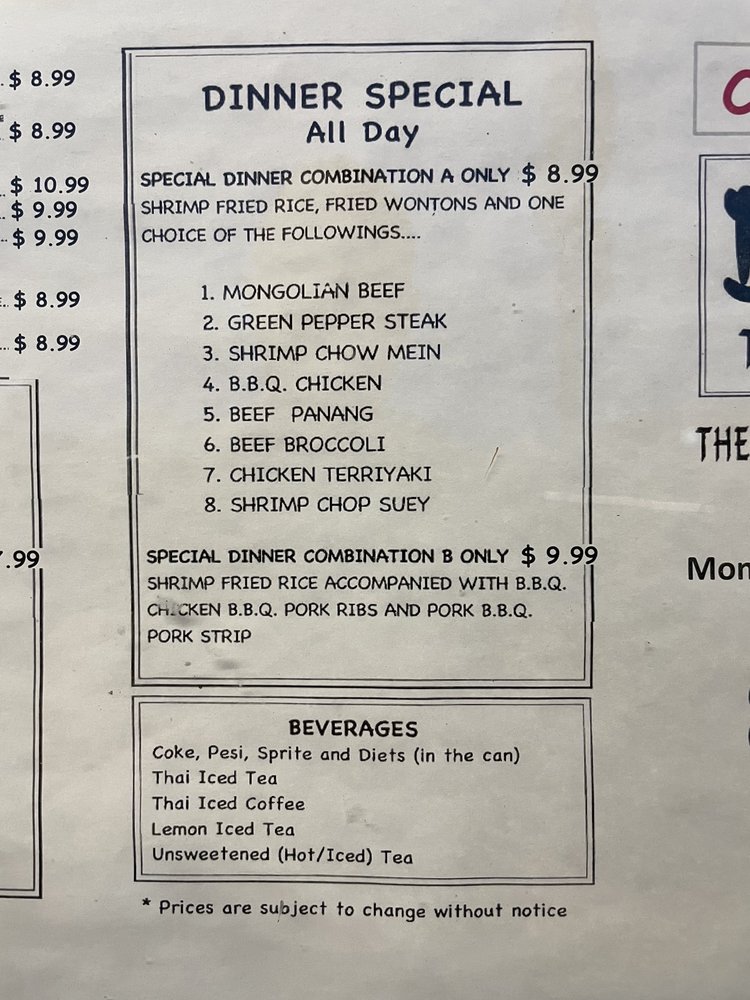 $ 8.99
$ 8.99
$ 10.99
$ 9.99
$ 9.99
$ 8.99
$ 8.99
DINNER SPECIAL
All Day
SPECIAL DINNER COMBINATION A ONLY $ 8.99
SHRIMP FRIED RICE, FRIED WONTONS AND ONE
CHOICE OF THE FOLLOWINGS....
1. MONGOLIAN BEEF
2. GREEN PEPPER STEAK
3. SHRIMP CHOW MEIN
4. B.B.Q. CHICKEN
5. BEEF PANANG
6. BEEF BROCCOLI
7. CHICKEN TERRIYAKI
8. SHRIMP CHOP SUEY
SPECIAL DINNER COMBINATION B ONLY $ 9.99
SHRIMP FRIED RICE ACCOMPANIED WITH B.B.Q.
CHICKEN B.B.Q. PORK RIBS AND PORK B.B.Q.
PORK STRIP
BEVERAGES
Coke, Pesi, Sprite and Diets (in the can)
Thai Iced Tea
Thai Iced Coffee
Lemon Iced Tea
Unsweetened (Hot/Iced) Tea
* Prices are subject to change without notice
THE